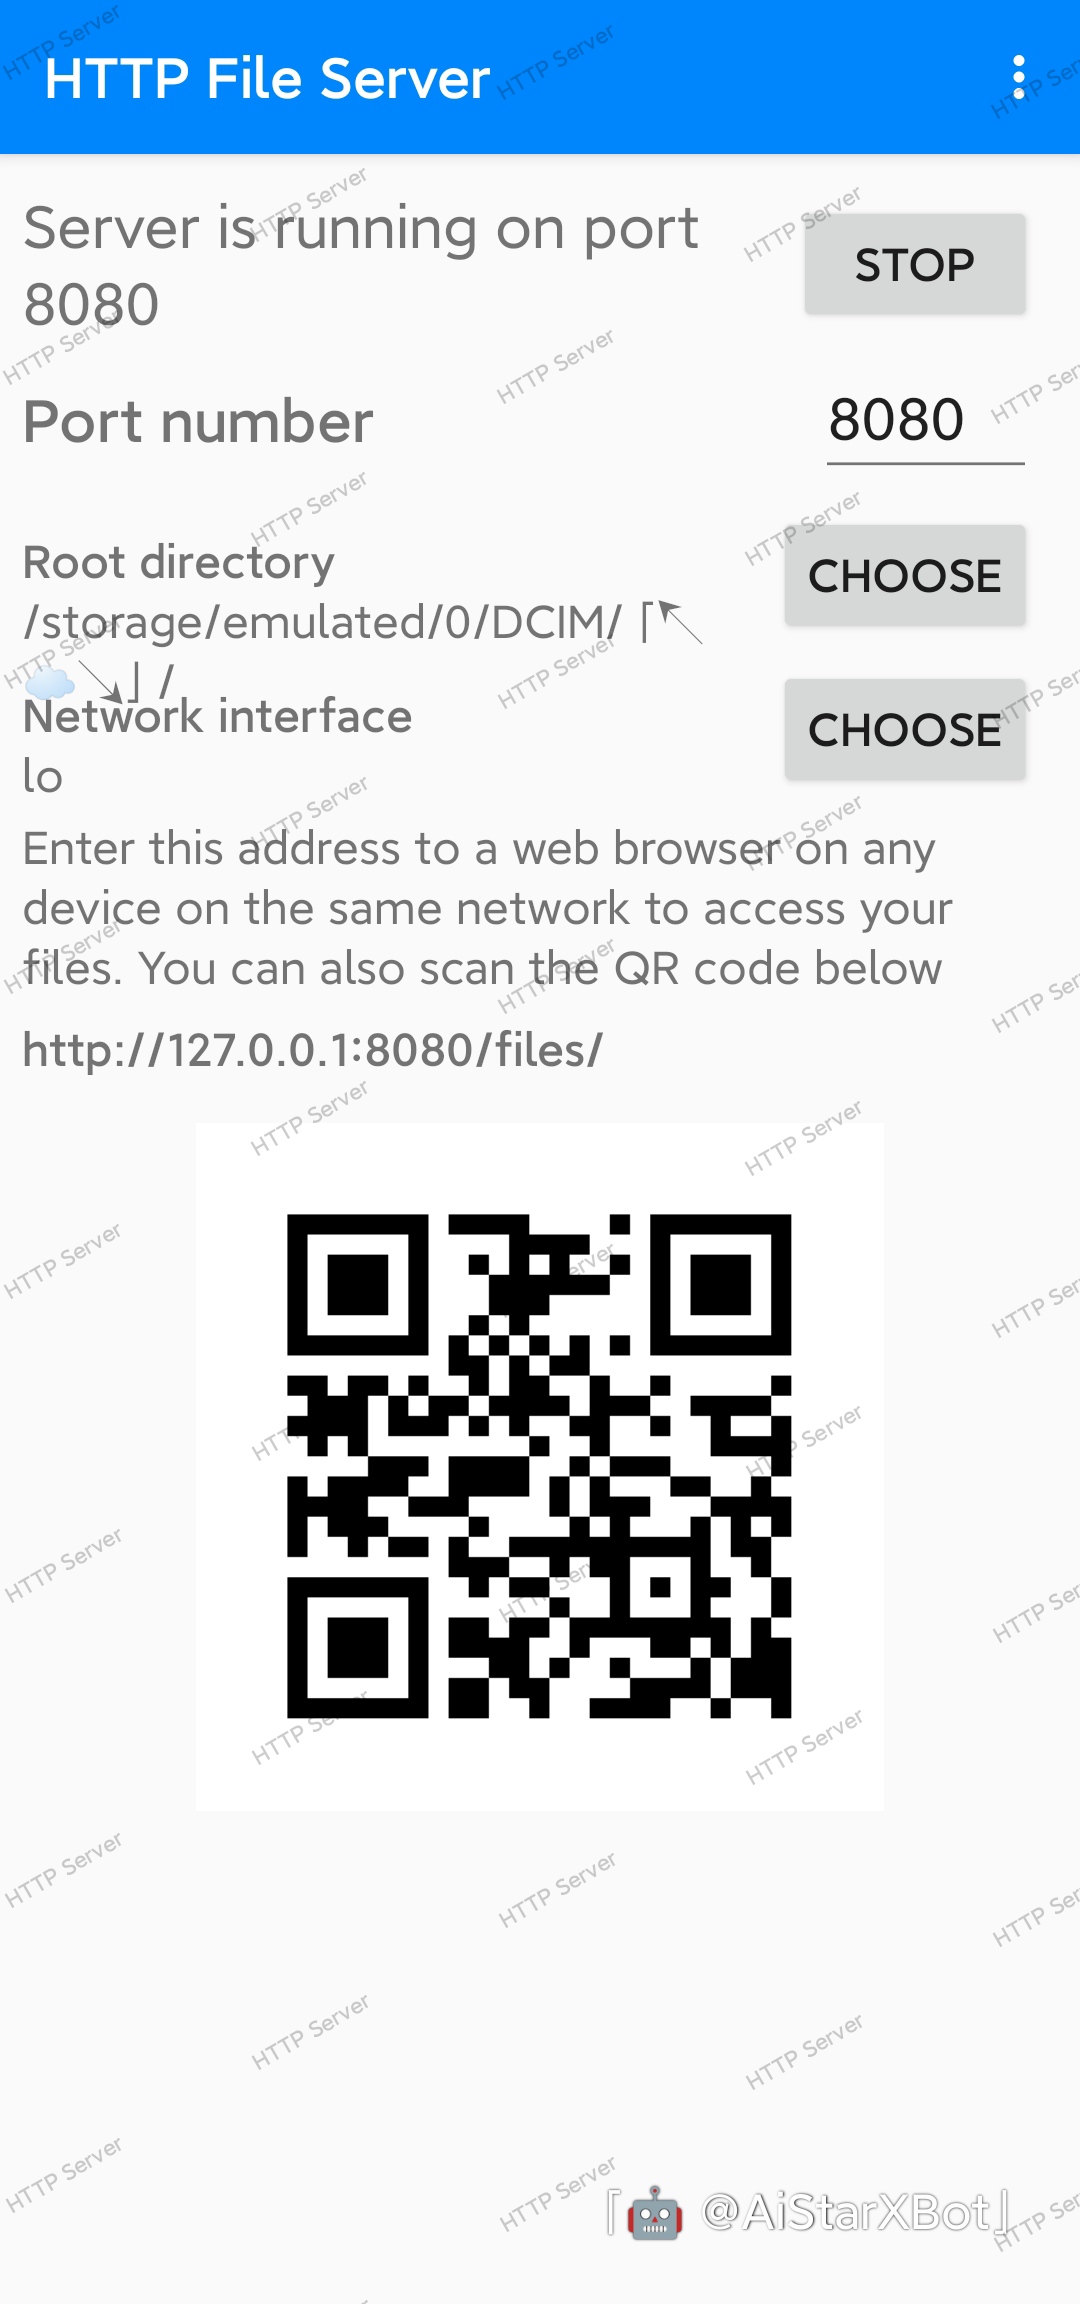 HTTP File Server
Server is running on port
8080
STOP
Port number
8080
Root directory
/storage/emulated/0/DCIM/⌈↖
☁️↘⌋/
CHOOSE
Network interface
lo
CHOOSE
Enter this address to a web browser on any
device on the same network to access your
files. You can also scan the QR code below
http://127.0.0.1:8080/files/
HTTP Server
⌈🤖 @AiStarXBot⌋